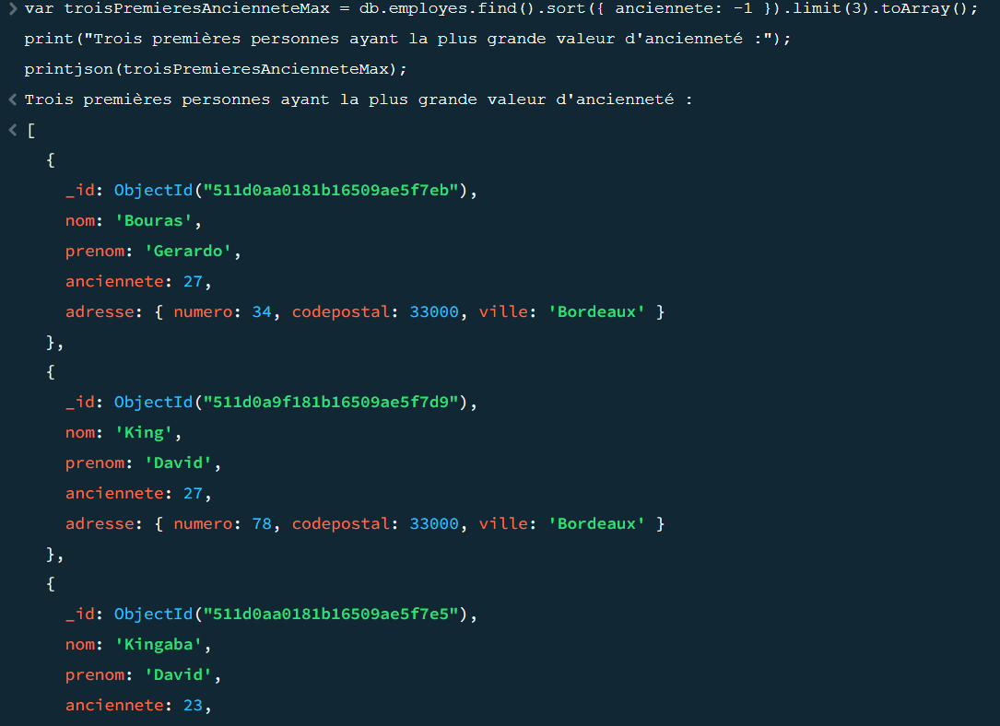 > var troisPremieresAncienneteMax = db.employes.find().sort({ anciennete: -1 }).limit(3).toArray();
print("Trois premières personnes ayant la plus grande valeur d'ancienneté :");
printjson(troisPremieresAncienneteMax);
< Trois premières personnes ayant la plus grande valeur d'ancienneté :
< [
{
_id: ObjectId("511d0aa0181b16509ae5f7eb"),
nom: 'Bouras',
prenom: 'Gerardo',
anciennete: 27,
adresse: { numero: 34, codepostal: 33000, ville: 'Bordeaux' }
},
{
_id: ObjectId("511d0a9f181b16509ae5f7d9"),
nom: 'King',
prenom: 'David',
anciennete: 27,
adresse: { numero: 78, codepostal: 33000, ville: 'Bordeaux' }
},
{
_id: ObjectId("511d0aa0181b16509ae5f7e5"),
nom: 'Kingaba',
prenom: 'David',
anciennete: 23,